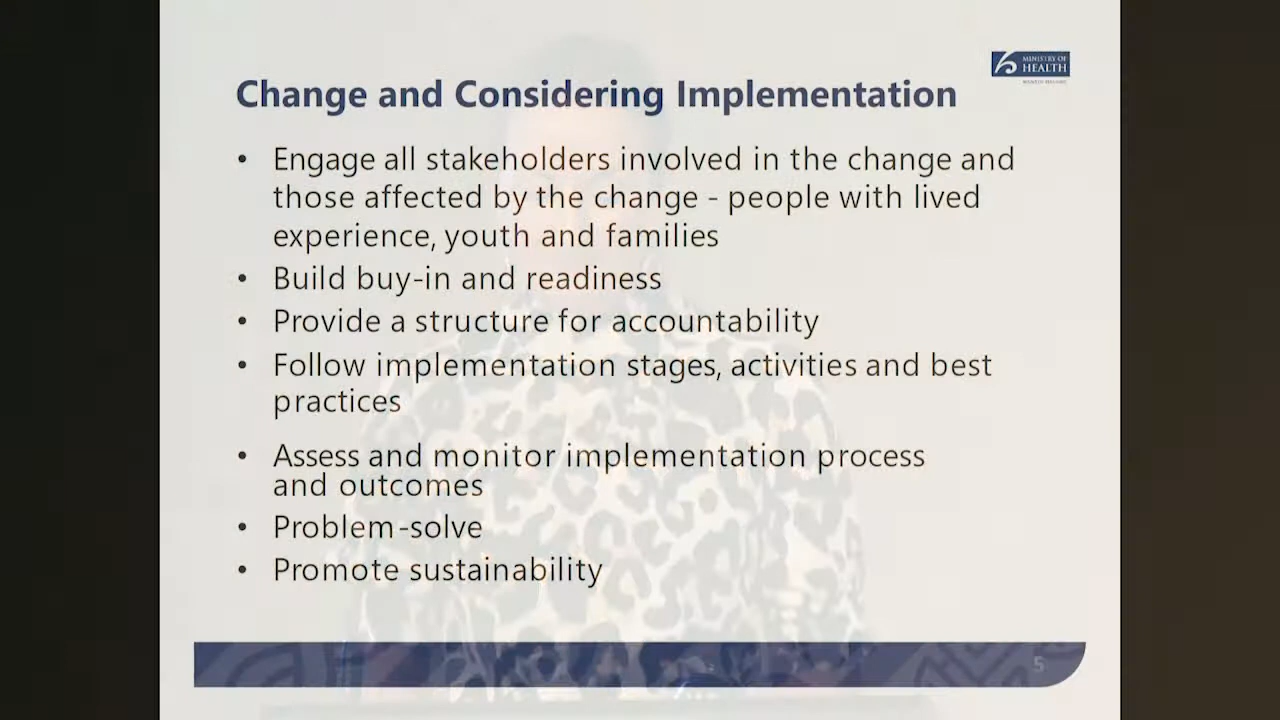 MINISTRY OF
HEALTH
Change and Considering Implementation
• Engage all stakeholders involved in the change and
those affected by the change - people with lived
experience, youth and families
• Build buy-in and readiness
• Provide a structure for accountability
• Follow implementation stages, activities and best
practices
• Assess and monitor implementation process
and outcomes
• Problem-solve
• Promote sustainability
5